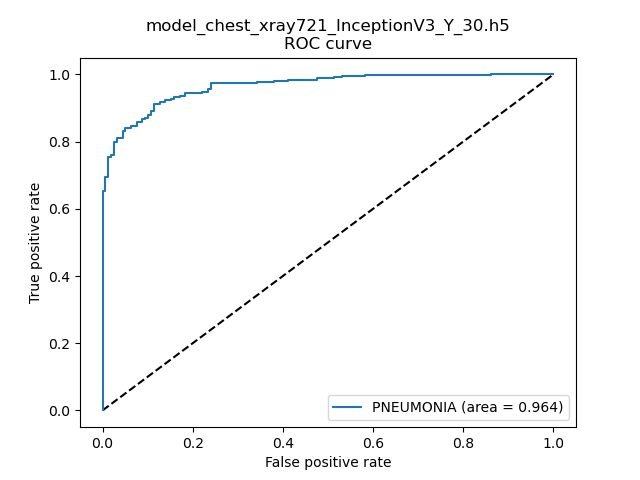 model_chest_xray721_InceptionV3_Y_30.h5
ROC curve
True positive rate
1.0
0.8
0.6
0.4
0.2
0.0
PNEUMONIA (area = 0.964)
0.0 0.2 0.4 0.6 0.8 1.0
False positive rate